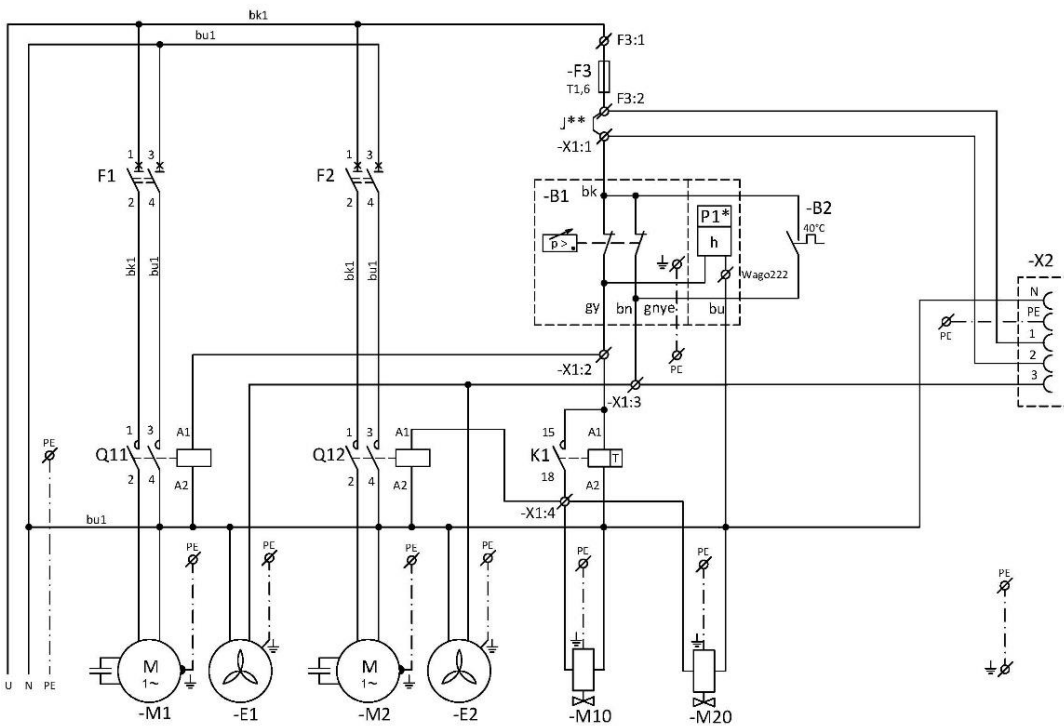 bk1
bu1
F3:1
-F3
T1,6
F3:2
J**
-X1:1
1 3
F1
2 4
1 3
F2
2 4
-B1
bk
P1*
h
-B2
40°C
p>
Wago222
-X2
N
PE
1
2
3
PE
bk1
bu1
bk1
bu1
gy
bn
gnye
bu
-X1:2
PE
-X1:3
PE
1 3
A1
Q11
2 4
A2
1 3
A1
Q12
2 4
A2
15
A1
K1
T
18
A2
-X1:4
bu1
PE
PE
PE
PE
PE
PE
PE
M
1~
M
1~
U N PE
-M1
-E1
-M2
-E2
-M10
-M20